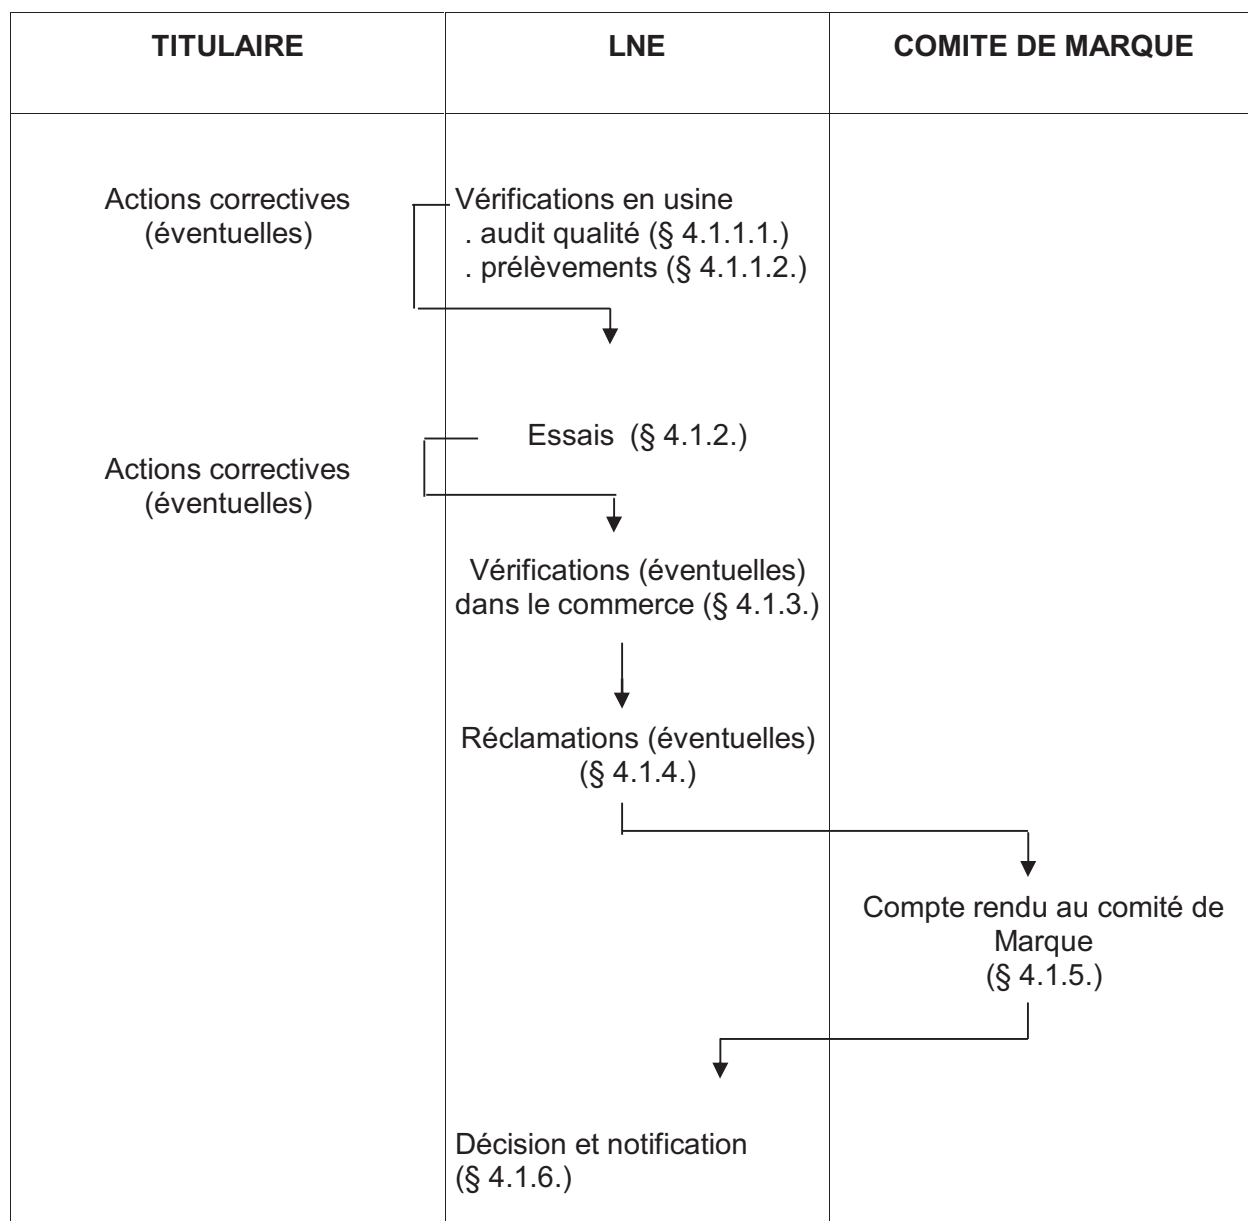 TITULAIRE
LNE
COMITE DE MARQUE
Actions correctives
(éventuelles)
Vérifications en usine
. audit qualité (§ 4.1.1.1.)
. prélèvements (§ 4.1.1.2.)
Essais (§ 4.1.2.)
Actions correctives
(éventuelles)
Vérifications (éventuelles)
dans le commerce (§ 4.1.3.)
Réclamations (éventuelles)
(§ 4.1.4.)
Compte rendu au comité de
Marque
(§ 4.1.5.)
Décision et notification
(§ 4.1.6.)